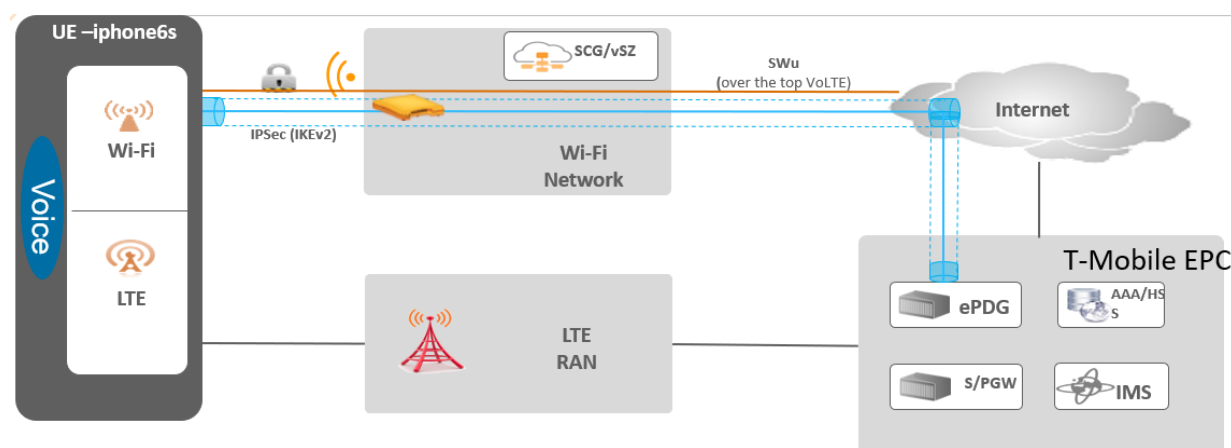 UE –iphone6s
Voice
Wi-Fi
LTE
IPSec (IKEv2)
SCG/vSZ
Wi-Fi
Network
SWu
(over the top VoLTE)
Internet
LTE
RAN
T-Mobile EPC
ePDG
AAA/HS
S
S/PGW
IMS